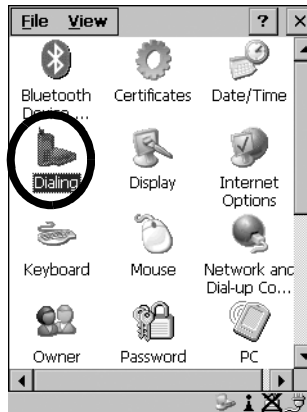 File View ? ×
Bluetooth Certificates Date/Time
Device ...
Dialing Display Internet
Options
Keyboard Mouse Network and
Dial-up Co...
Owner Password PC